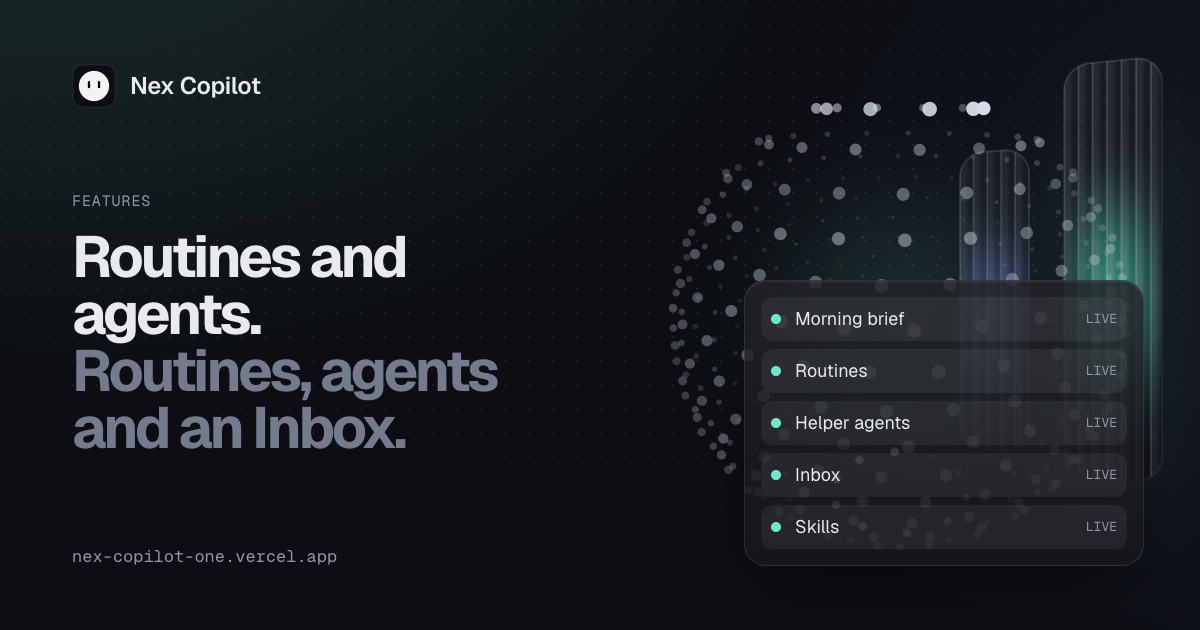 Nex Copilot
FEATURES
Routines and
agents.
Routines, agents
and an Inbox.
nex-copilot-one.vercel.app
Morning brief LIVE
Routines LIVE
Helper agents LIVE
Inbox LIVE
Skills LIVE